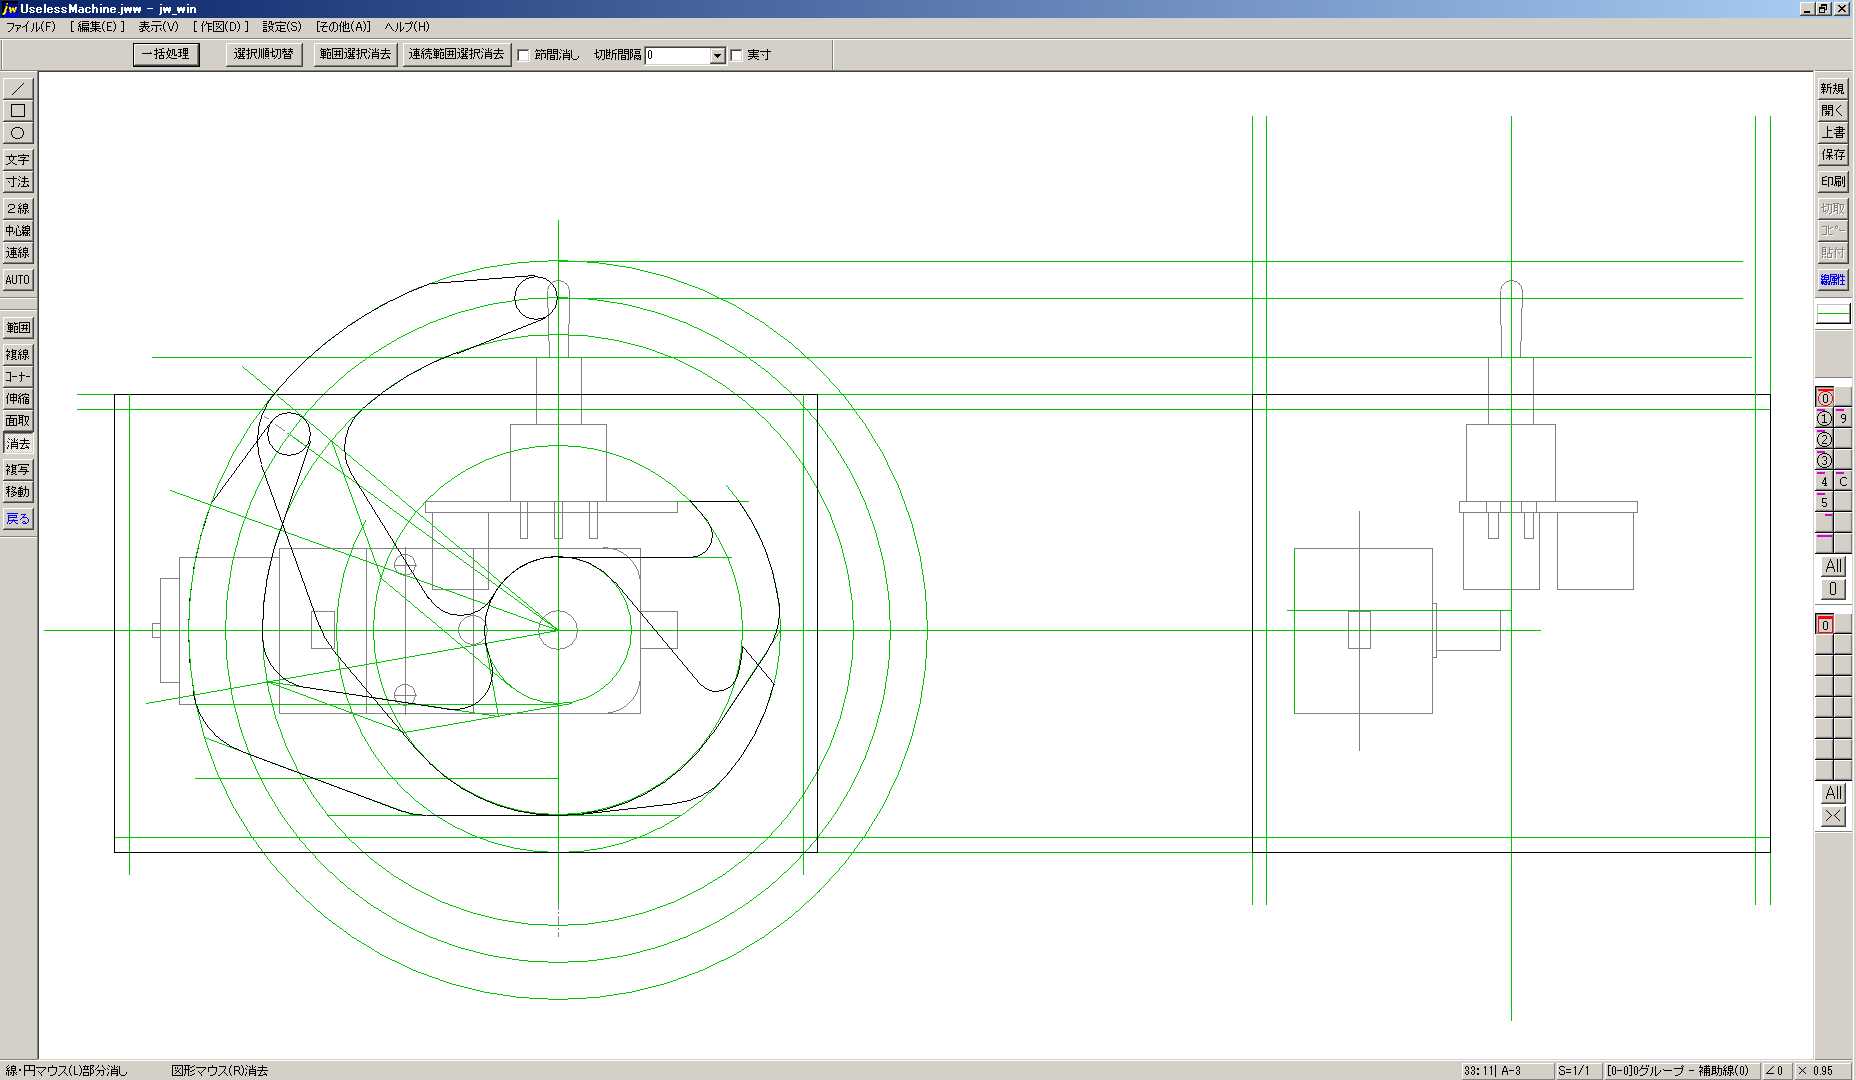 jw UselessMachine.jww - jw_win
ファイル(F) [ 編集(E) ] 表示(V) [ 作図(D) ] 設定(S) [その他(A)] ヘルプ(H)
一括処理 選択順切替 範囲選択消去 連続範囲選択消去 節間消し 切断間隔 0 実寸
文字
寸法
2線
中心線
連線
AUTO
範囲
複線
コーナー
伸縮
面取
消去
複写
移動
戻る
新規
開く
上書
保存
印刷
切取
コピー
貼付
線属性
0
1 9
2
3
4 C
5
All
0
0
All
×
線・円マウス(L)部分消し 図形マウス(R)消去 33: 11| A-3 S=1/1 [0-0]0グループ - 補助線(0) ∠0 × 0.95